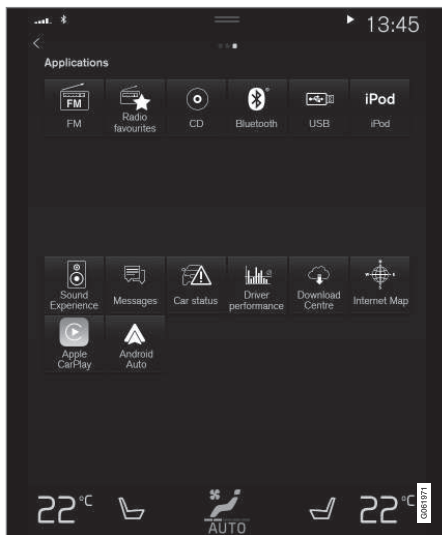 13:45
Applications
FM
FM
Radio
favourites
CD
Bluetooth
USB
iPod
iPod
Sound
Experience
Messages
Car status
Driver
performance
Download
Centre
Internet Map
Apple
CarPlay
Android
Auto
22°C
AUTO
22°C
G061971